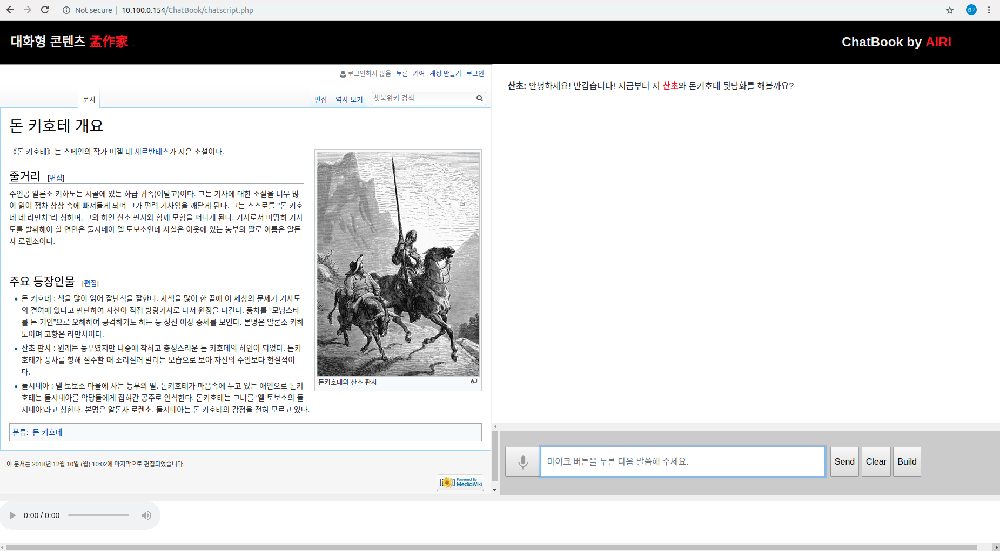 Not secure
10.100.0.154/ChatBook/chatscript.php
원보
대화형 콘텐츠 孟作家 .
ChatBook by AIRI
로그인하지 않음 토론 기여 계정 만들기 로그인
문서
편집 역사 보기
챗북위키 검색
돈 키호테 개요
《돈 키호테》는 스페인의 작가 미겔 데 세르반테스가 지은 소설이다.
줄거리 [편집]
주인공 알론소 키하노는 시골에 있는 하급 귀족(이달고)이다. 그는 기사에 대한 소설을 너무 많
이 읽어 점차 상상 속에 빠져들게 되며 그가 편력 기사임을 깨닫게 된다. 그는 스스로를 "돈 키호
테 데 라만차"라 칭하며, 그의 하인 산초 판사와 함께 모험을 떠나게 된다. 기사로서 마땅히 기사
도를 발휘해야 할 연인은 둘시네아 델 토보소인데 사실은 이웃에 있는 농부의 딸로 이름은 알돈
사 로렌소이다.
주요 등장인물 [편집]
돈 키호테 : 책을 많이 읽어 잘난척을 잘한다. 사색을 많이 한 끝에 이 세상의 문제가 기사도
의 결여에 있다고 판단하여 자신이 직접 방랑기사로 나서 원정을 나간다. 풍차를 “모닝스타
를 든 거인”으로 오해하여 공격하기도 하는 등 정신 이상 증세를 보인다. 본명은 알론소 키하
노이며 고향은 라만차이다.
산초 판사 : 원래는 농부였지만 나중에 착하고 충성스러운 돈 키호테의 하인이 되었다. 돈키
호테가 풍차를 향해 질주할 때 소리질러 말리는 모습으로 보아 자신의 주인보다 현실적이
다.
둘시네아 : 델 토보소 마을에 사는 농부의 딸. 돈키호테가 마음속에 두고 있는 애인으로 돈키
호테는 둘시네아를 악당들에게 잡혀간 공주로 인식한다. 돈키호테는 그녀를 ‘엘 토보소의 둘
시네아’라고 칭한다. 본명은 알돈사 로렌소. 둘시네아는 돈 키호테의 감정을 전혀 모르고 있다.
돈키호테와 산초 판사
분류: 돈 키호테
이 문서는 2018년 12월 10일 (월) 10:02에 마지막으로 편집되었습니다.
Powered By
MediaWiki
산초: 안녕하세요! 반갑습니다! 지금부터 저 산초와 돈키호테 뒷담화를 해볼까요?
마이크 버튼을 누른 다음 말씀해 주세요.
Send
Clear
Build
0:00 / 0:00